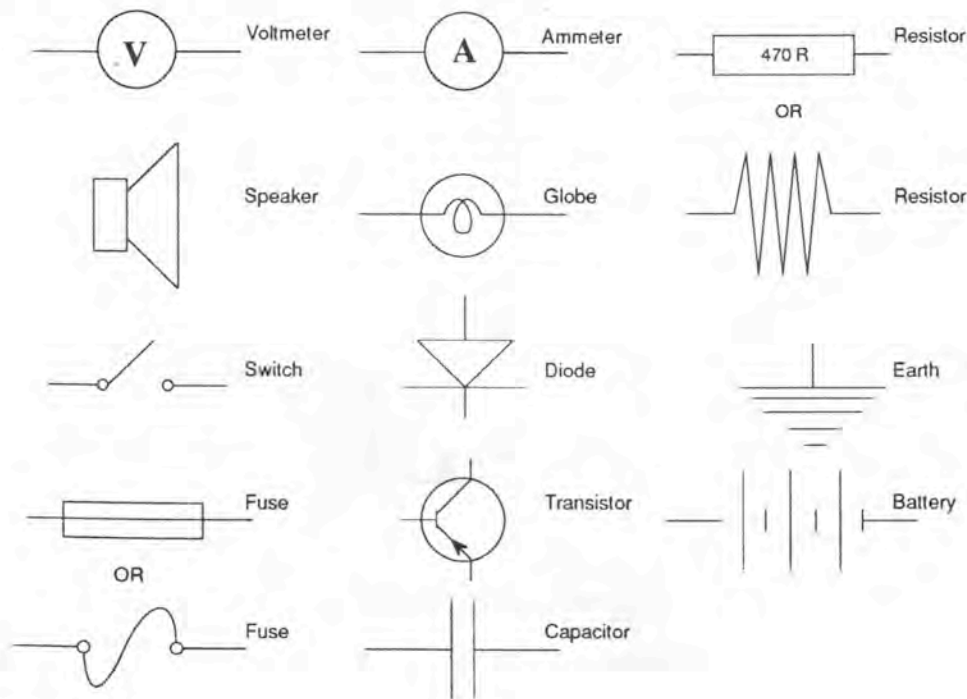 V Voltmeter
A Ammeter
470 R Resistor
OR
Speaker
Globe
Resistor
Switch
Diode
Earth
Fuse
Transistor
Battery
OR
Fuse
Capacitor